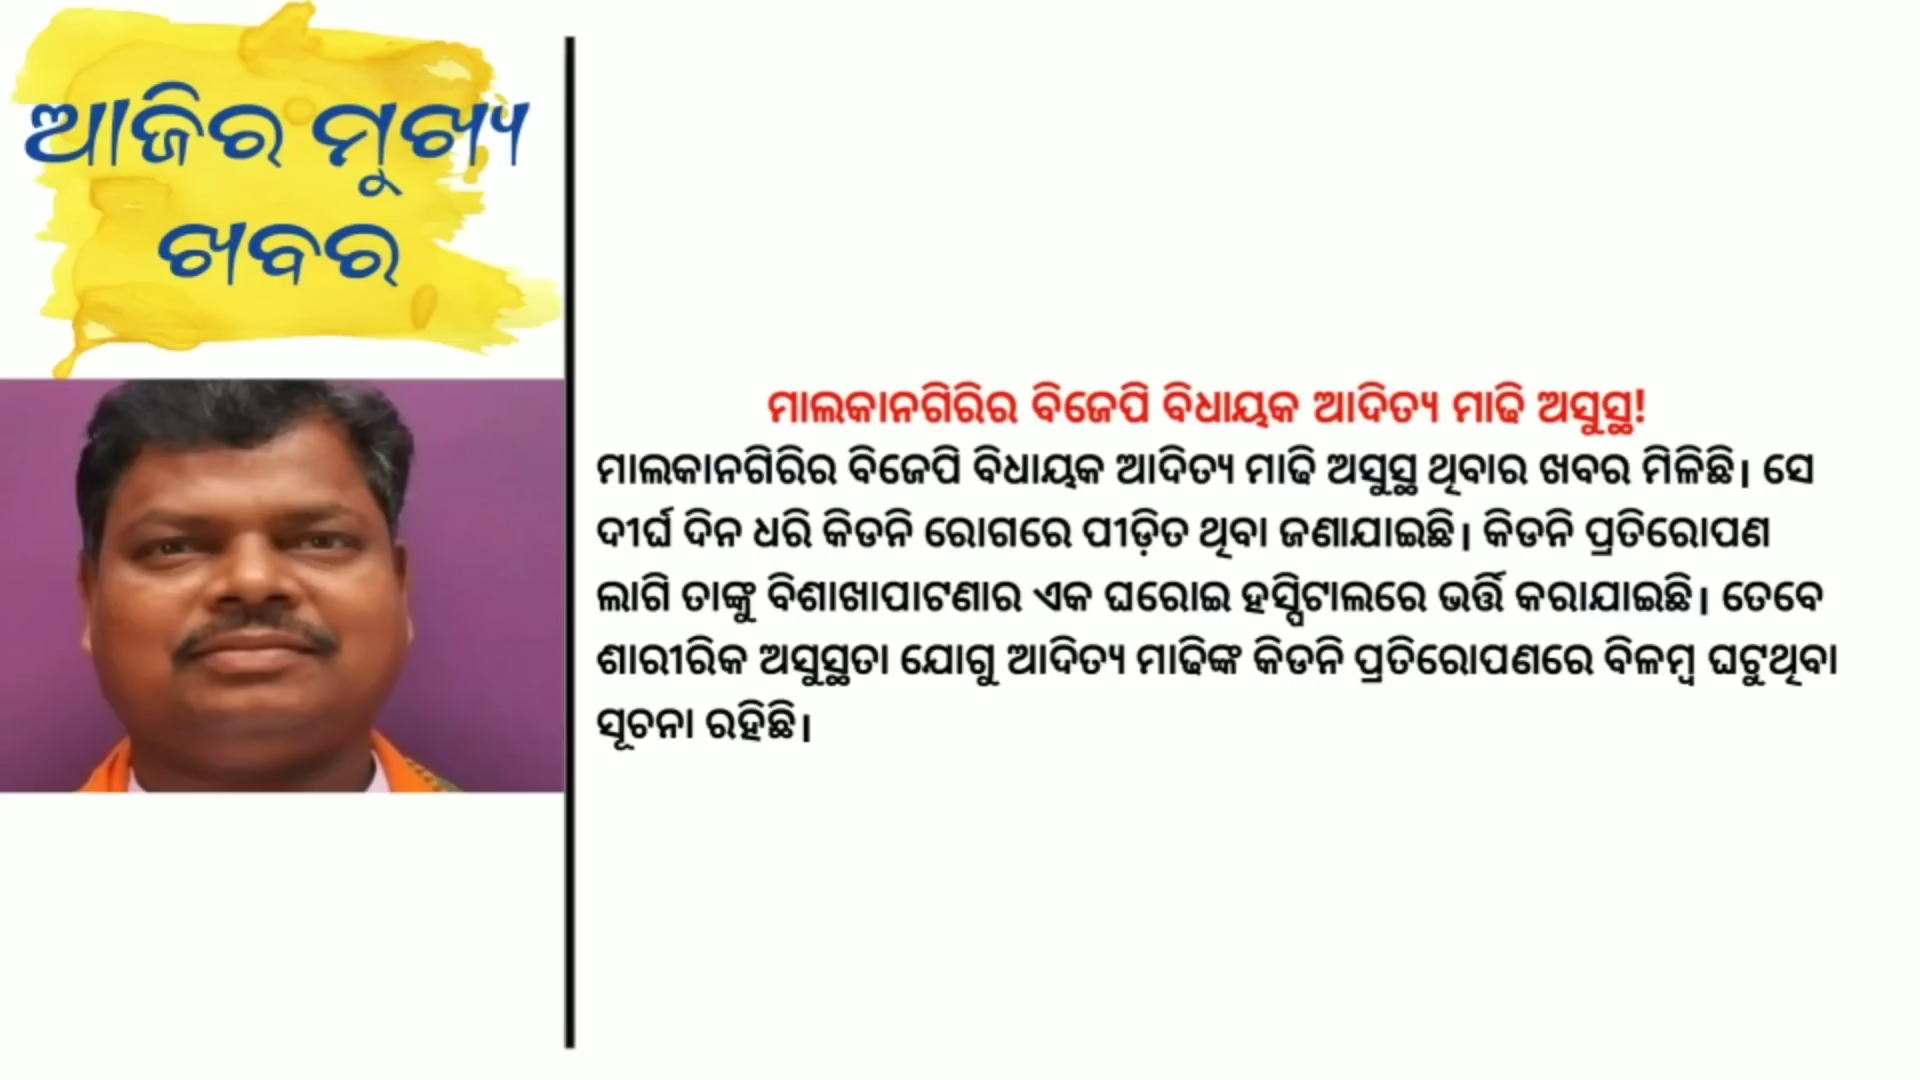 ଆଜିର ମୁଖ୍ୟ
ଖବର
ମାଲକାନଗିରିର ବିଜେପି ବିଧାୟକ ଆଦିତ୍ୟ ମାଢି ଅସୁସ୍ଥ!
ମାଲକାନଗିରିର ବିଜେପି ବିଧାୟକ ଆଦିତ୍ୟ ମାଢି ଅସୁସ୍ଥ ଥିବାର ଖବର ମିଳିଛି। ସେ
ଦୀର୍ଘ ଦିନ ଧରି କିଡନି ରୋଗରେ ପୀଡ଼ିତ ଥିବା ଜଣାଯାଇଛି। କିଡନି ପ୍ରତିରୋପଣ
ଲାଗି ତାଙ୍କୁ ବିଶାଖାପାଟଣାର ଏକ ଘରୋଇ ହସ୍ପିଟାଲରେ ଭର୍ତ୍ତି କରାଯାଇଛି। ତେବେ
ଶାରୀରିକ ଅସୁସ୍ଥତା ଯୋଗୁ ଆଦିତ୍ୟ ମାଢିଙ୍କ କିଡନି ପ୍ରତିରୋପଣରେ ବିଳମ୍ବ ଘଟୁଥିବା
ସୂଚନା ରହିଛି।